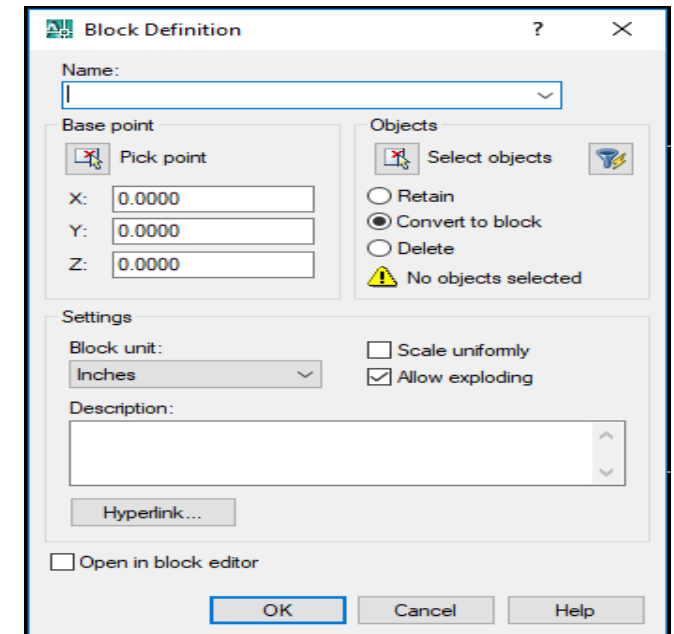 Block Definition ?
Name:
Base point
Pick point
X: 0.0000
Y: 0.0000
Z: 0.0000
Objects
Select objects
Retain
Convert to block
Delete
No objects selected
Settings
Block unit:
Inches
Scale uniformly
Allow exploding
Description:
Hyperlink...
Open in block editor
OK Cancel Help